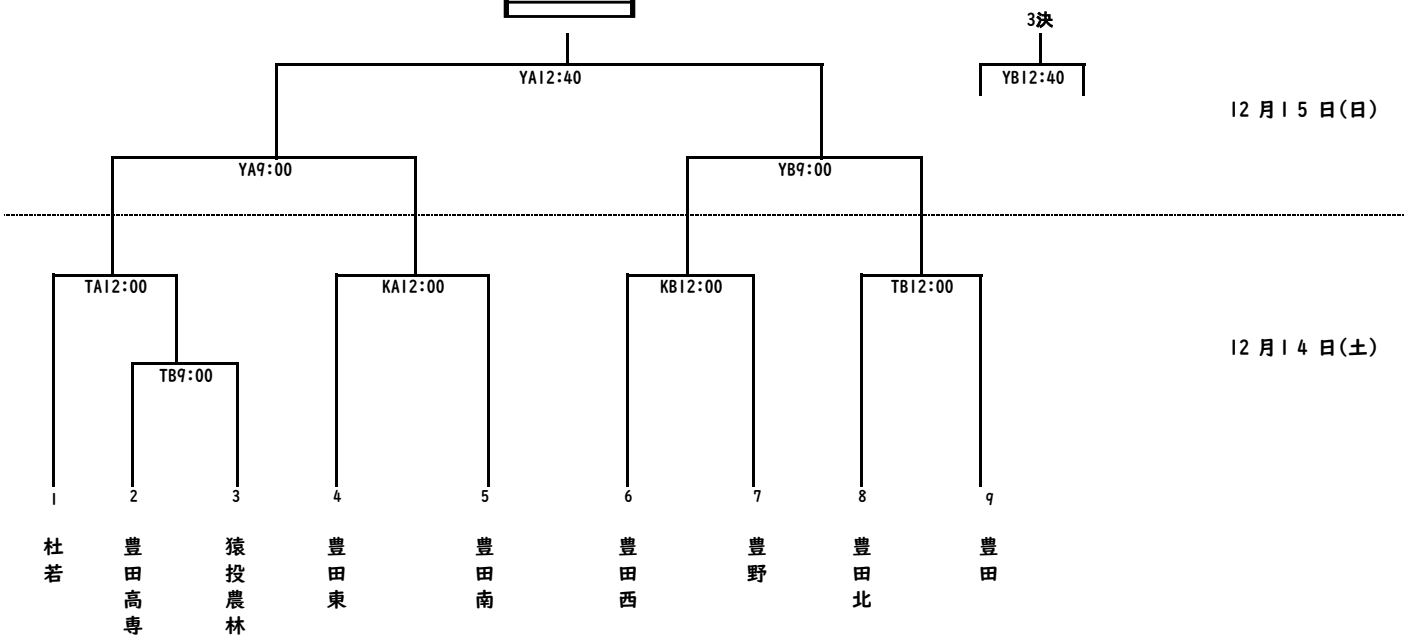 3決
YA12:40
YB12:40
12月15日(日)
YA9:00
YB9:00
TA12:00
KA12:00
KB12:00
TB12:00
12月14日(土)
TB9:00
1
2
3
4
5
6
7
8
9
杜若
豊田高専
猿投農林
豊田東
豊田南
豊田西
豊野
豊田北
豊田